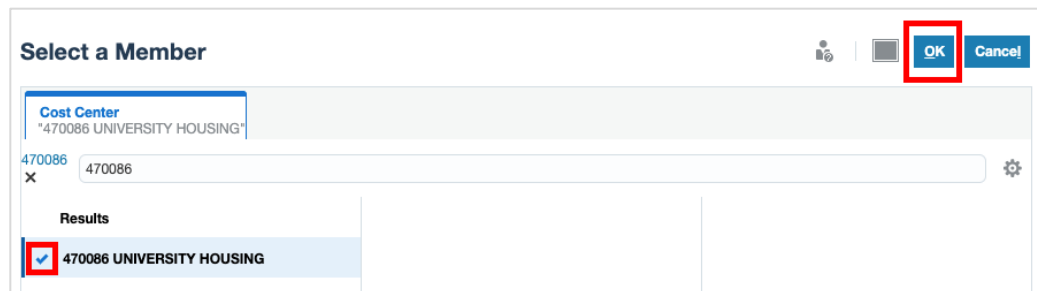 Select a Member
OK
Cancel
Cost Center
"470086 UNIVERSITY HOUSING"
470086
470086
Results
470086 UNIVERSITY HOUSING